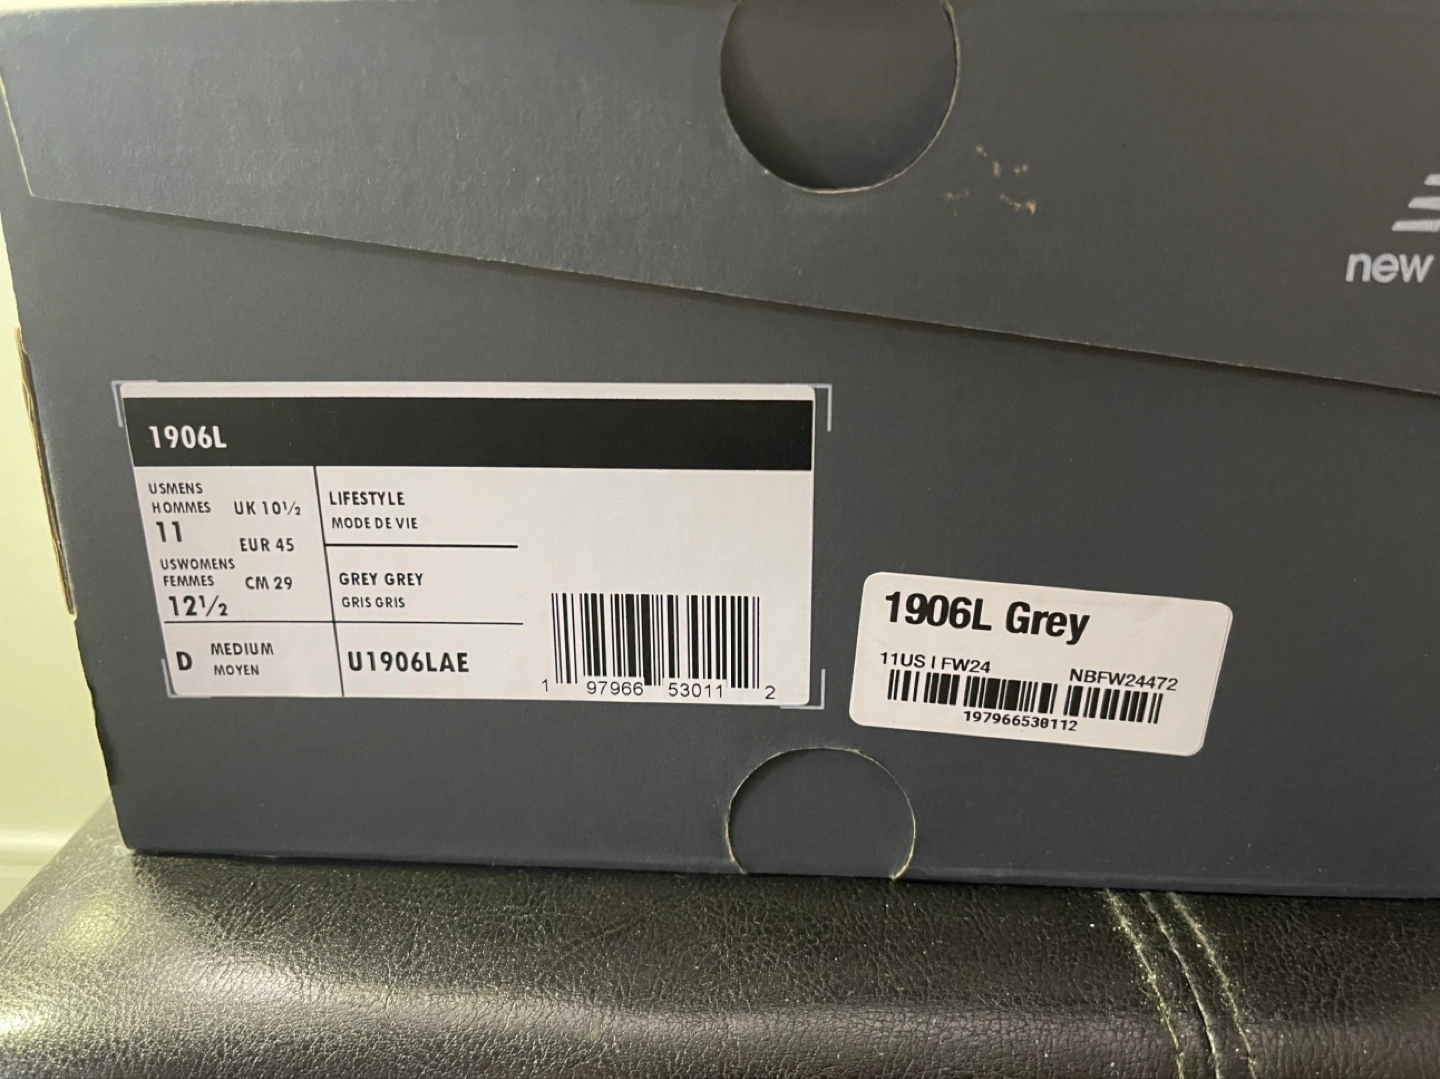 new
1906L
USMENS
HOMMES
11
UK 10½
EUR 45
USWOMENS
FEMMES
12½
CM 29
D
MEDIUM
MOYEN
LIFESTYLE
MODE DE VIE
GREY GREY
GRIS GRIS
U1906LAE
1 97966 53011 2
1906L Grey
11US | FW24
NBFW24472
197966530112